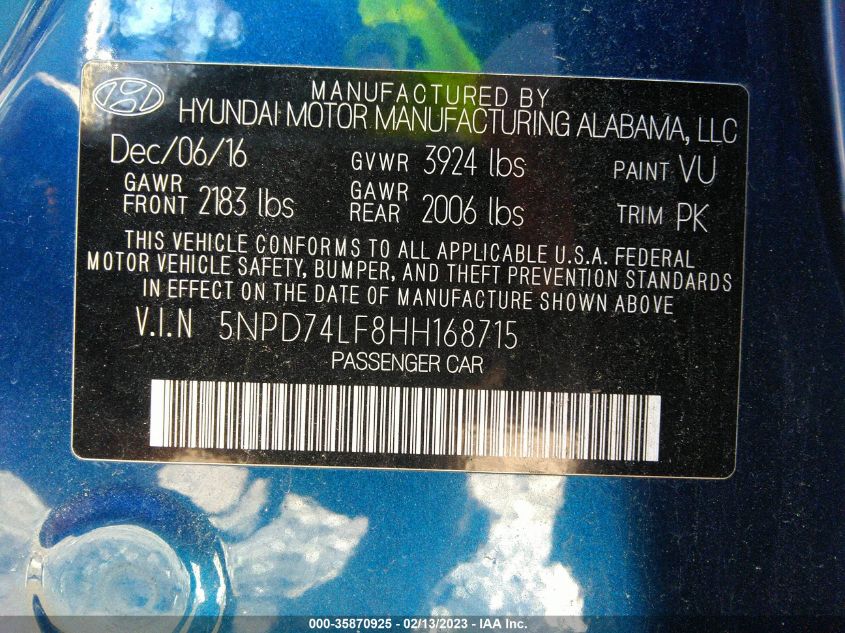 MANUFACTURED BY
HYUNDAI MOTOR MANUFACTURING ALABAMA, LLC
Dec/06/16 GVWR 3924 lbs PAINT VU
GAWR FRONT 2183 lbs GAWR REAR 2006 lbs TRIM PK
THIS VEHICLE CONFORMS TO ALL APPLICABLE U.S.A. FEDERAL
MOTOR VEHICLE SAFETY, BUMPER, AND THEFT PREVENTION STANDARDS
IN EFFECT ON THE DATE OF MANUFACTURE SHOWN ABOVE
V.I.N 5NPD74LF8HH168715
PASSENGER CAR
000-35870925 - 02/13/2023 - IAA Inc.